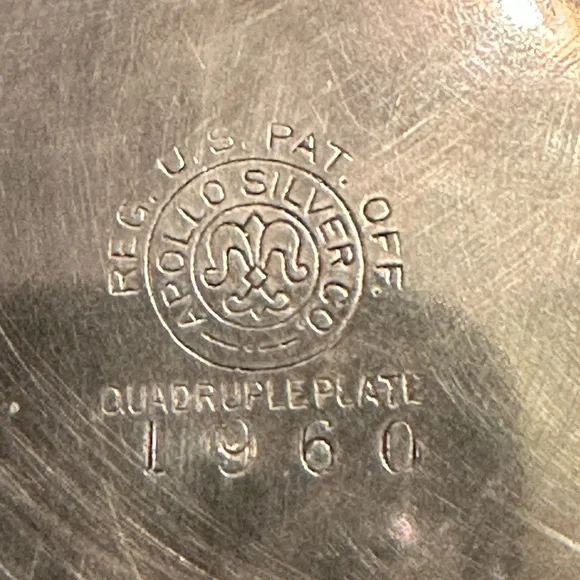 REG. U.S. PAT. OFF.
APOLLO SILVER CO.
QUADRUPLE PLATE
1960